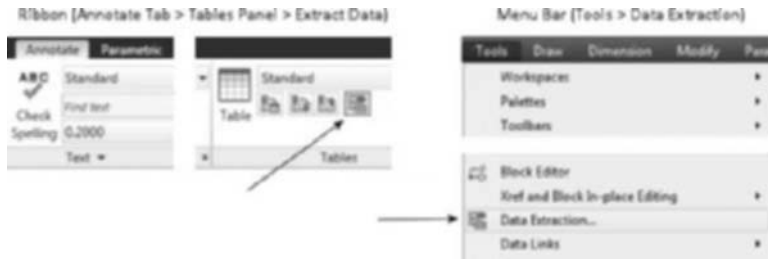 Ribbon (Annotate Tab > Tables Panel > Extract Data)
Menu Bar (Tools > Data Extraction)
Annotate Parametric
ABC
Check
Spelling
Standard
Find text
0.2000
Text
Table
Standard
Tables
Tools Draw Dimension Modify Para
Workspaces
Palettes
Toolbars
Block Editor
Xref and Block In-place Editing
Data Extraction...
Data Links